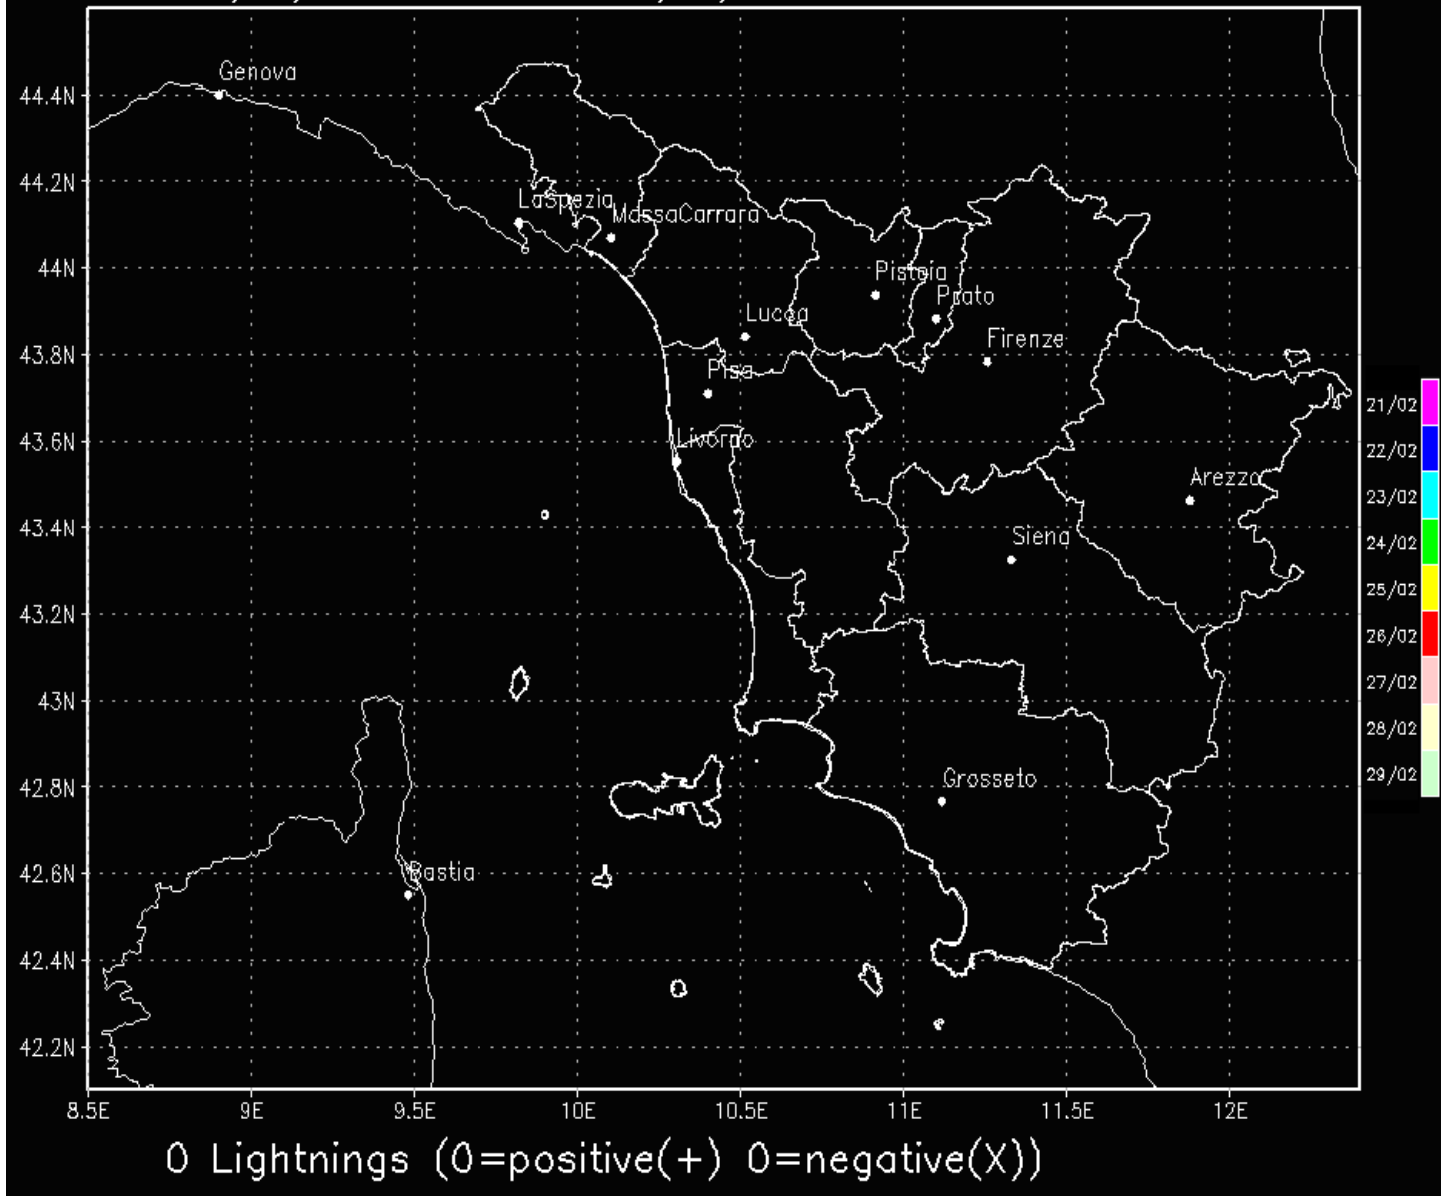 Genova
44.4N
44.2N
LaSpezia
MassaCarrara
44N
Pistoia
Prato
Lucca
Firenze
43.8N
Pisa
21/02
43.6N
Livorno
22/02
Arezzo
23/02
43.4N
Siena
24/02
25/02
43.2N
26/02
27/02
43N
28/02
Grosseto
29/02
42.8N
42.6N
Bastia
42.4N
42.2N
8.5E 9E 9.5E 10E 10.5E 11E 11.5E 12E
0 Lightnings (0=positive(+) 0=negative(X))